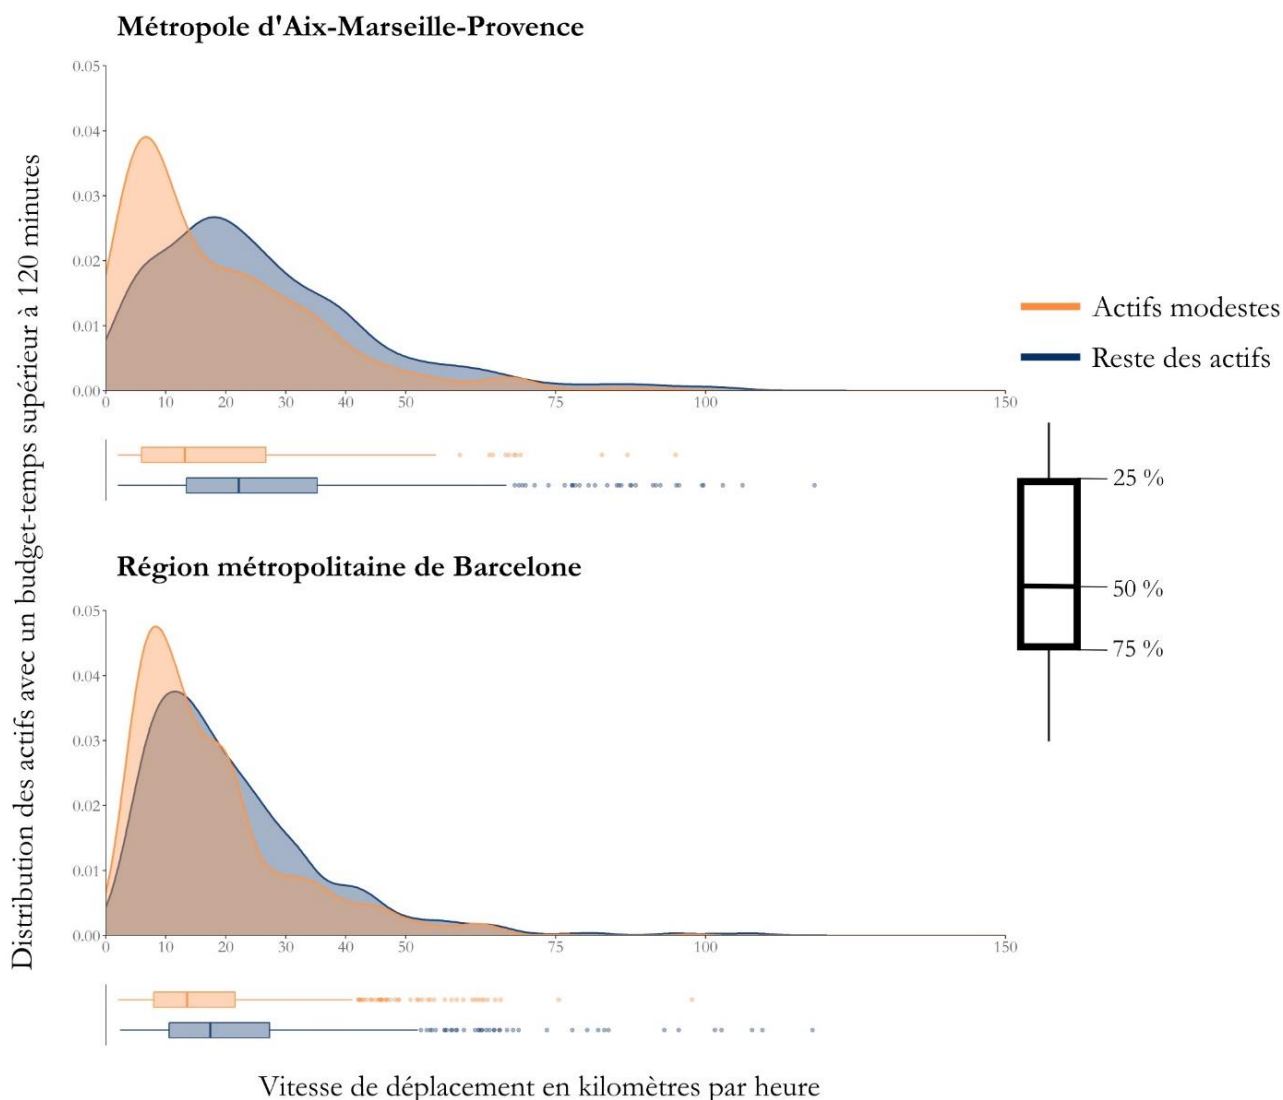 Métropole d'Aix-Marseille-Provence
0.05
0.04
0.03
0.02
0.01
0.00
0 10 20 30 40 50 75 100 150
Distribution des actifs avec un budget-temps supérieur à 120 minutes
Actifs modestes
Reste des actifs
25 %
50 %
75 %
Région métropolitaine de Barcelone
0.05
0.04
0.03
0.02
0.01
0.00
0 10 20 30 40 50 75 100 150
Vitesse de déplacement en kilomètres par heure